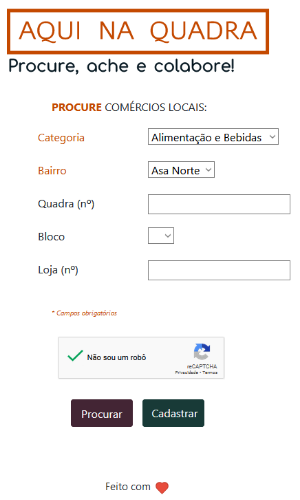 AQUI NA QUADRA
Procure, ache e colabore!
PROCURE COMÉRCIOS LOCAIS:
Categoria
Alimentação e Bebidas
Bairro
Asa Norte
Quadra (nº)
Bloco
Loja (nº)
* Campos obrigatórios
Não sou um robô
reCAPTCHA
Privacidade - Termos
Procurar
Cadastrar
Feito com